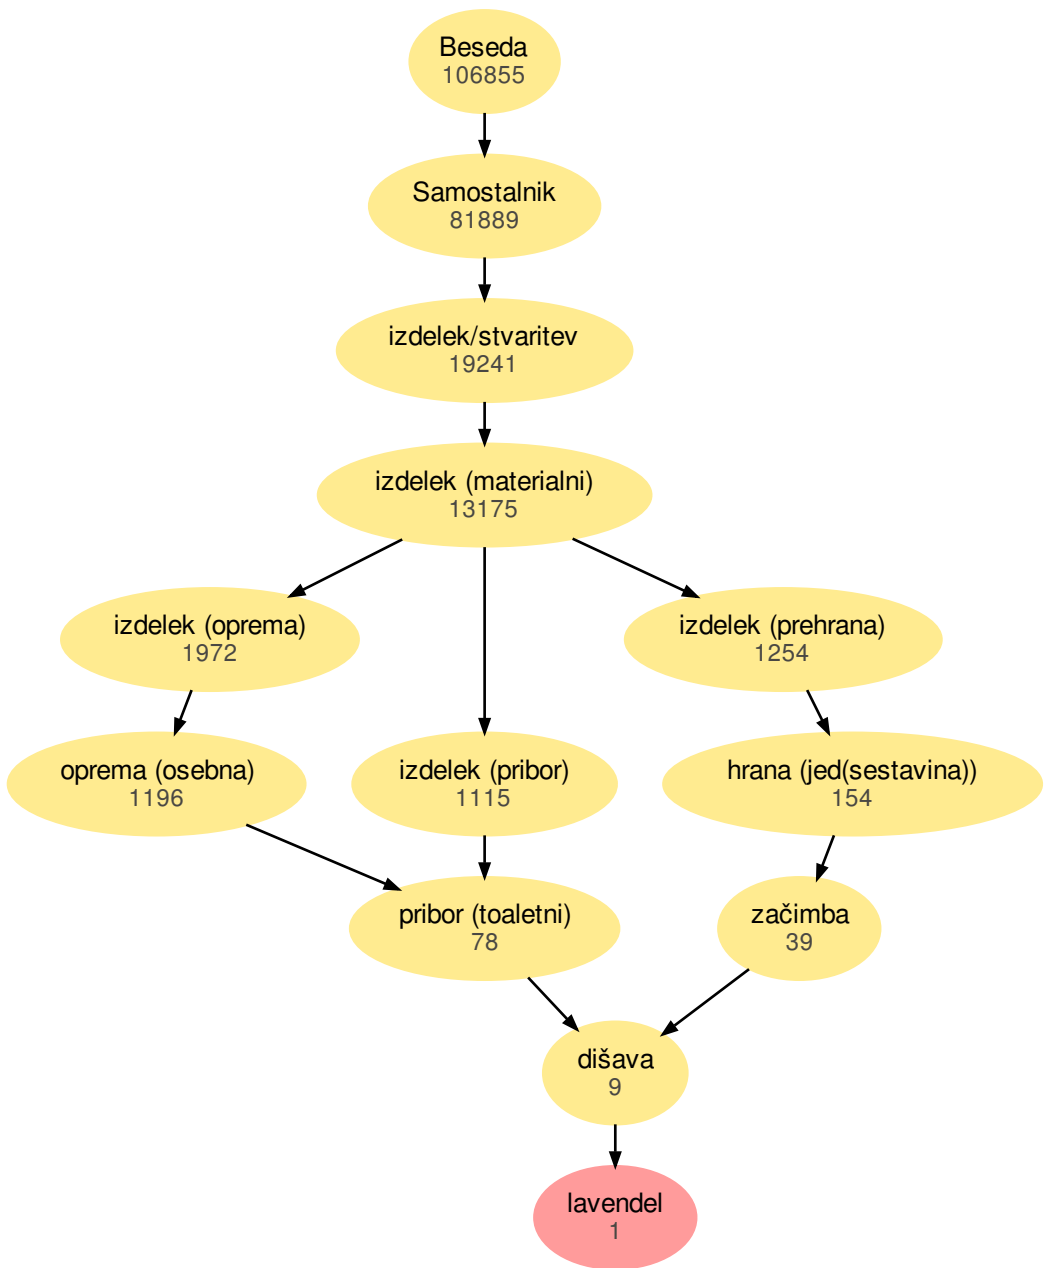 Beseda
106855
Samostalnik
81889
izdelek/stvaritev
19241
izdelek (materialni)
13175
izdelek (oprema)
1972
izdelek (prehrana)
1254
oprema (osebna)
1196
izdelek (pribor)
1115
hrana (jed(sestavina))
154
pribor (toaletni)
78
začimba
39
dišava
9
lavendel
1